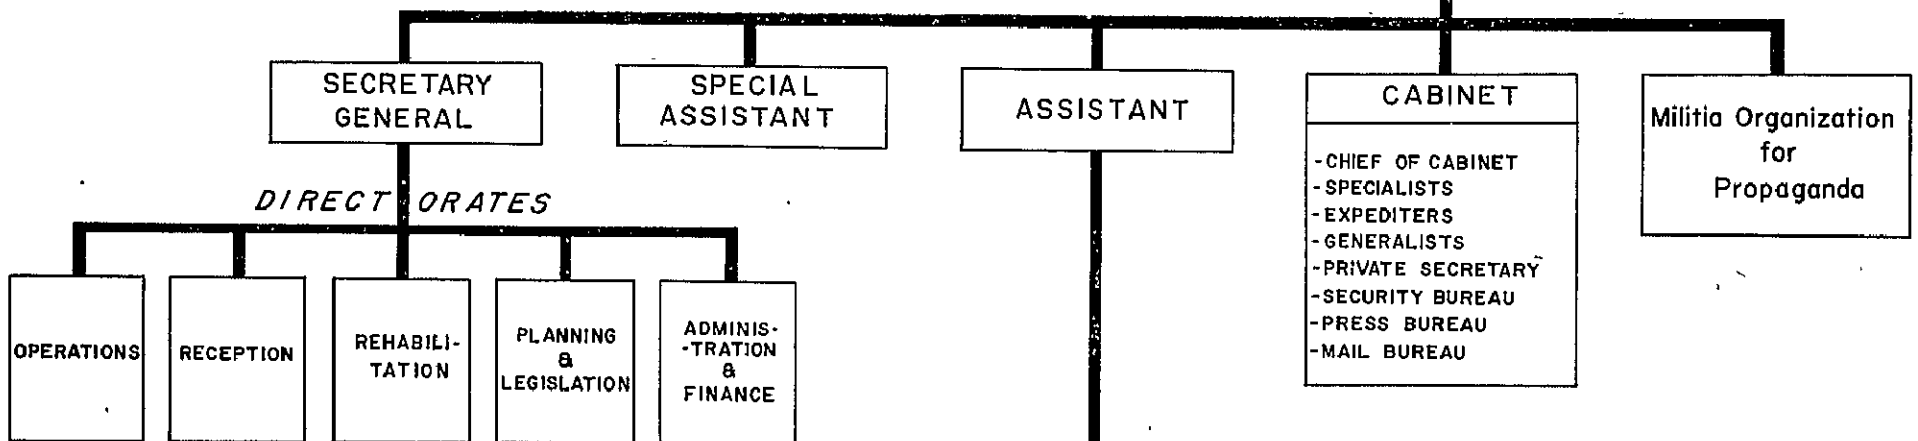 SECRETARY
GENERAL
SPECIAL
ASSISTANT
ASSISTANT
CABINET
-CHIEF OF CABINET
-SPECIALISTS
-EXPEDITERS
-GENERALISTS
-PRIVATE SECRETARY
-SECURITY BUREAU
-PRESS BUREAU
-MAIL BUREAU
Militia Organization
for
Propaganda
DIRECTORATES
OPERATIONS
RECEPTION
REHABILI-
TATION
PLANNING
&
LEGISLATION
ADMINIS-
-TRATION
&
FINANCE